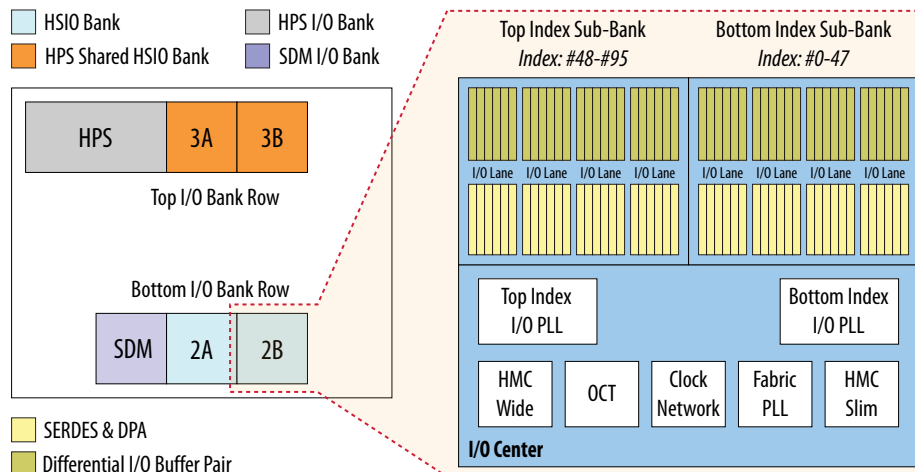 HSIO Bank
HPS I/O Bank
HPS Shared HSIO Bank
SDM I/O Bank
HPS
3A
3B
Top I/O Bank Row
Bottom I/O Bank Row
SDM
2A
2B
SERDES & DPA
Differential I/O Buffer Pair
Top Index Sub-Bank
Index: #48-#95
Bottom Index Sub-Bank
Index: #0-47
I/O Lane
I/O Lane
I/O Lane
I/O Lane
I/O Lane
I/O Lane
I/O Lane
I/O Lane
Top Index
I/O PLL
Bottom Index
I/O PLL
HMC
Wide
OCT
Clock
Network
Fabric
PLL
HMC
Slim
I/O Center